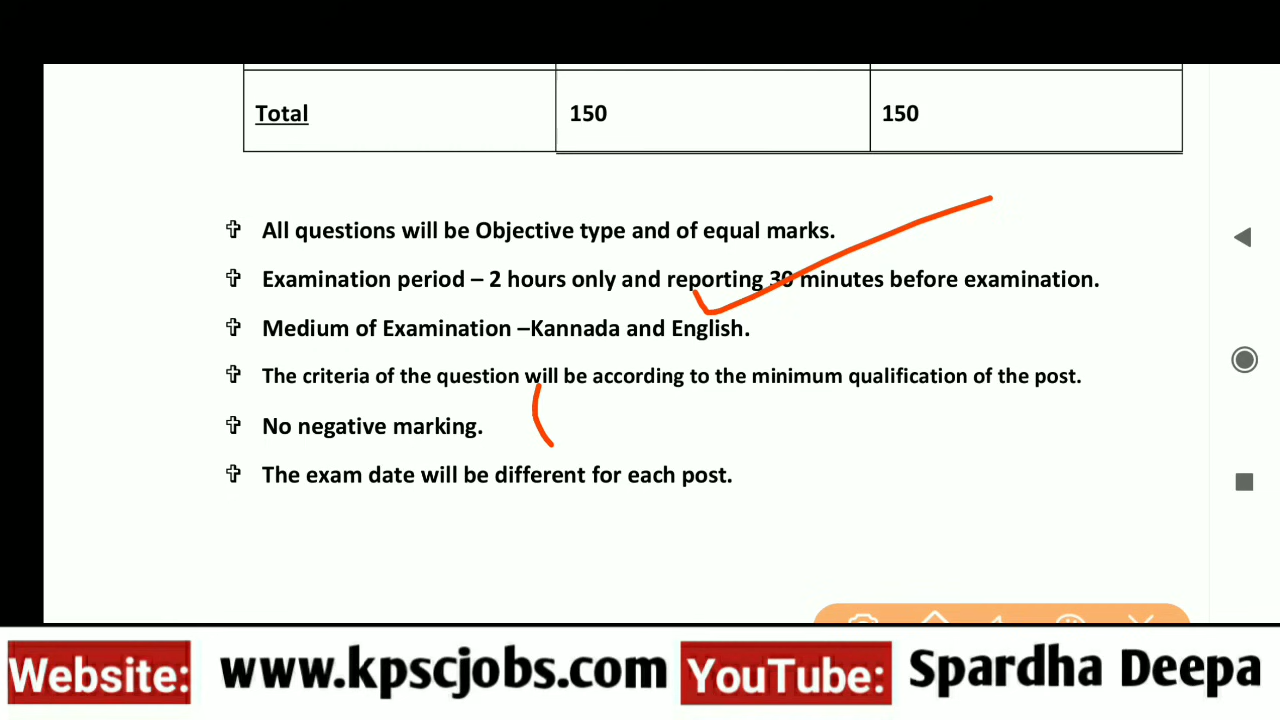 Total 150 150
All questions will be Objective type and of equal marks.
Examination period – 2 hours only and reporting 30 minutes before examination.
Medium of Examination –Kannada and English.
The criteria of the question will be according to the minimum qualification of the post.
No negative marking.
The exam date will be different for each post.
Website: www.kpscjobs.com YouTube: Spardha Deepa